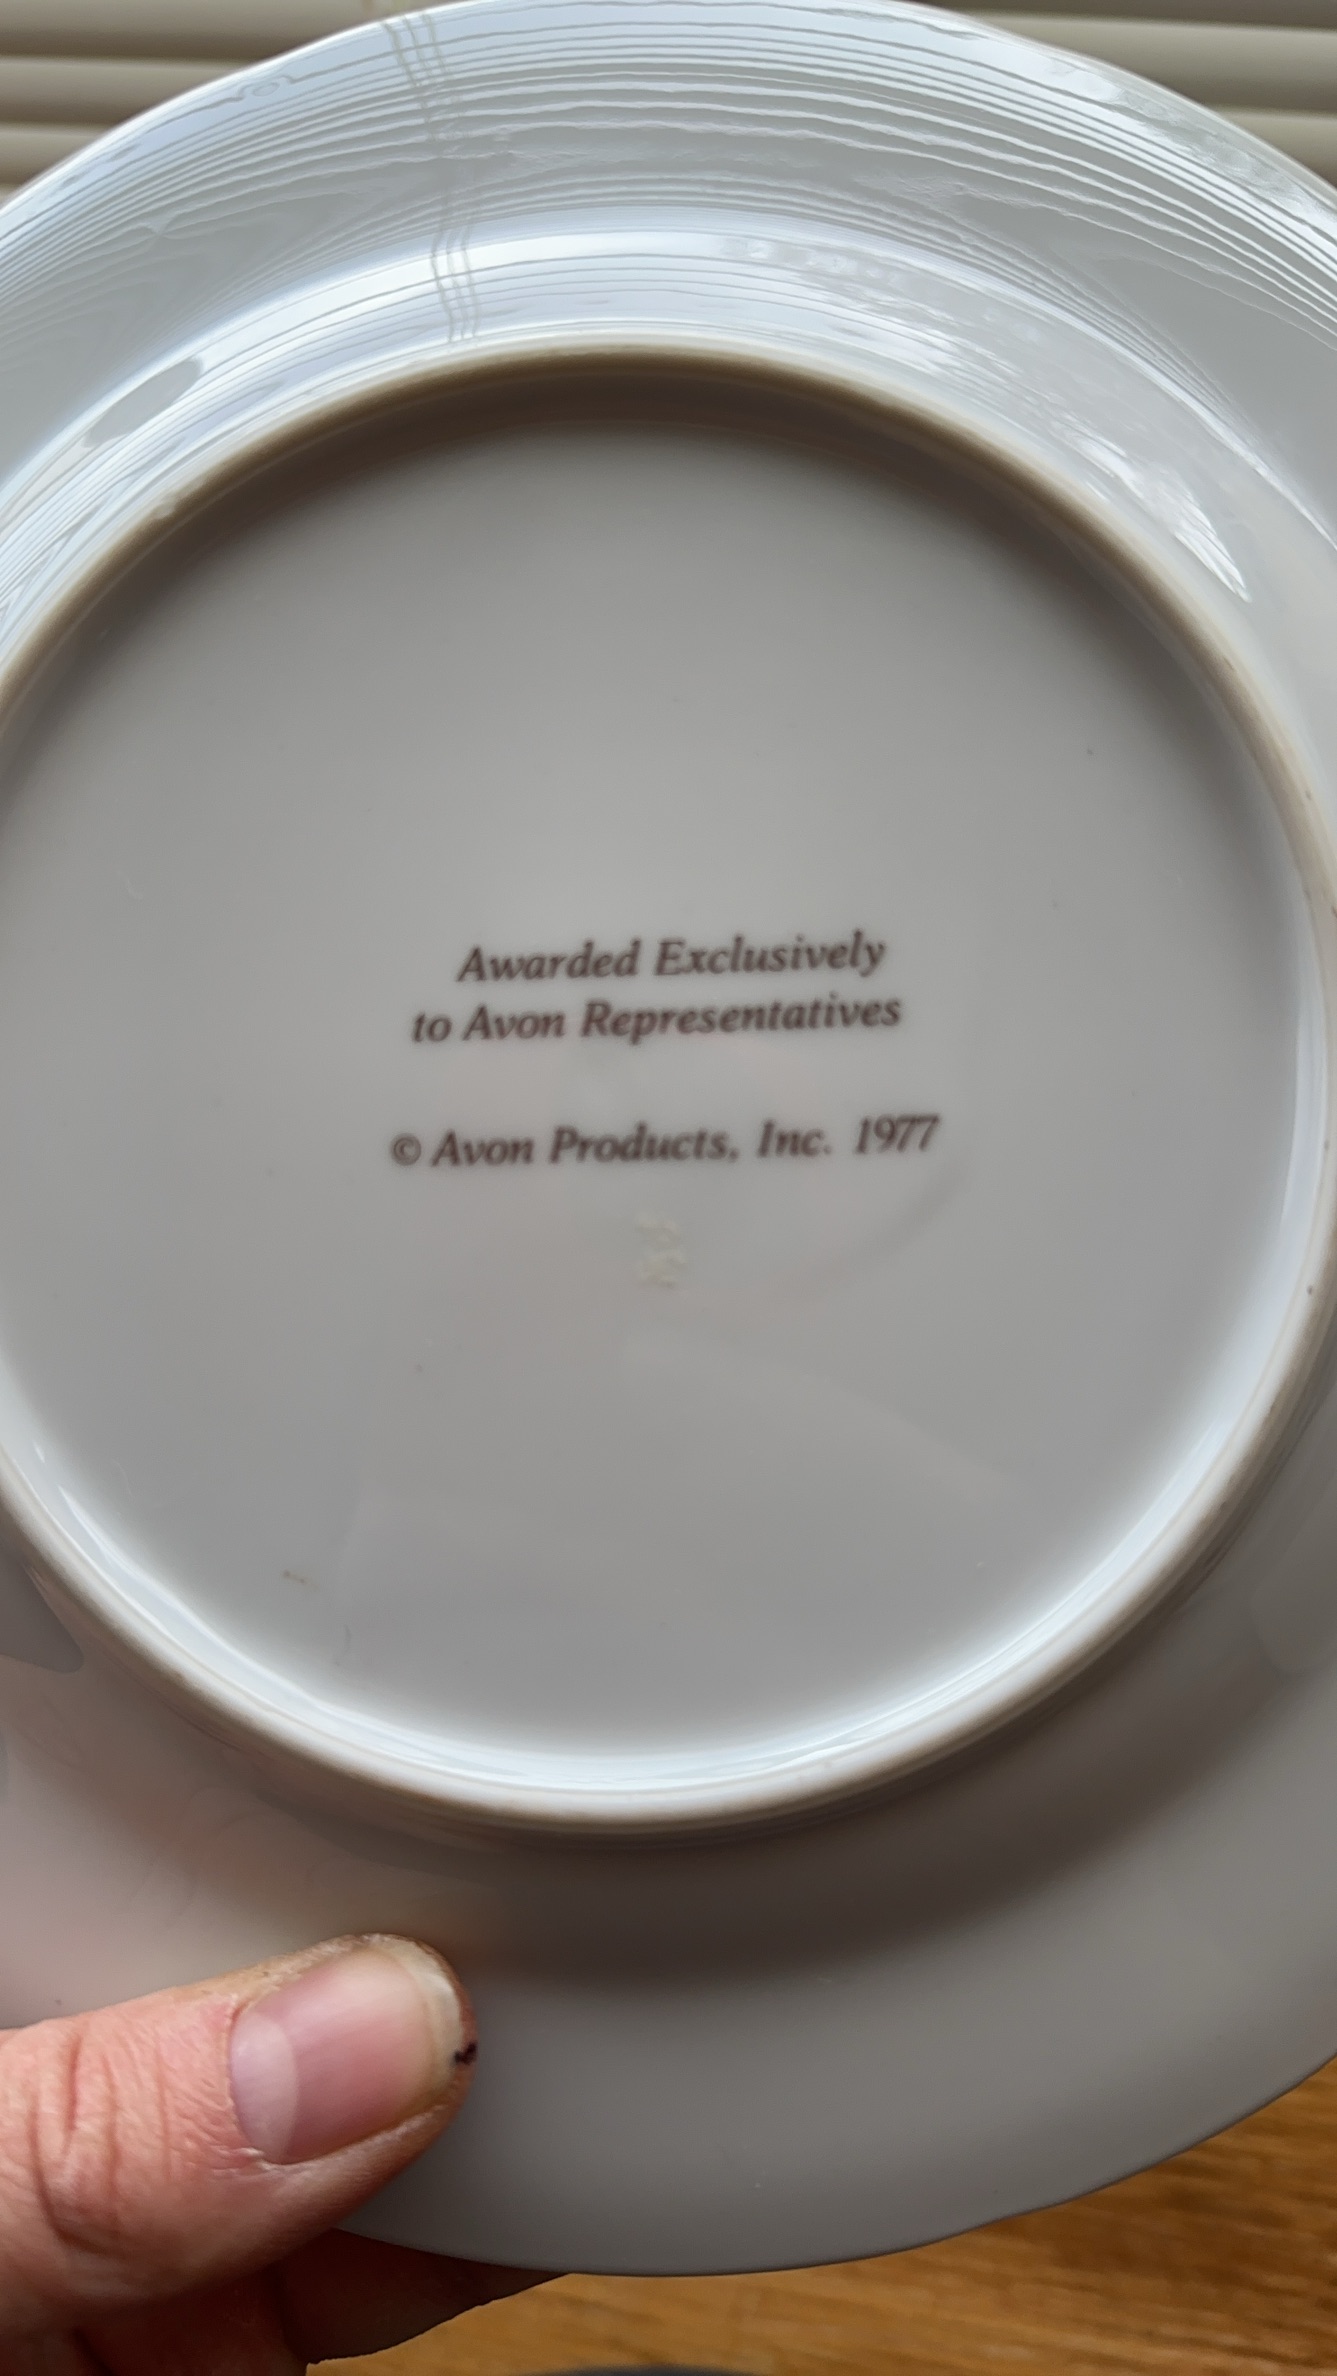 Awarded Exclusively
to Avon Representatives
© Avon Products, Inc. 1977